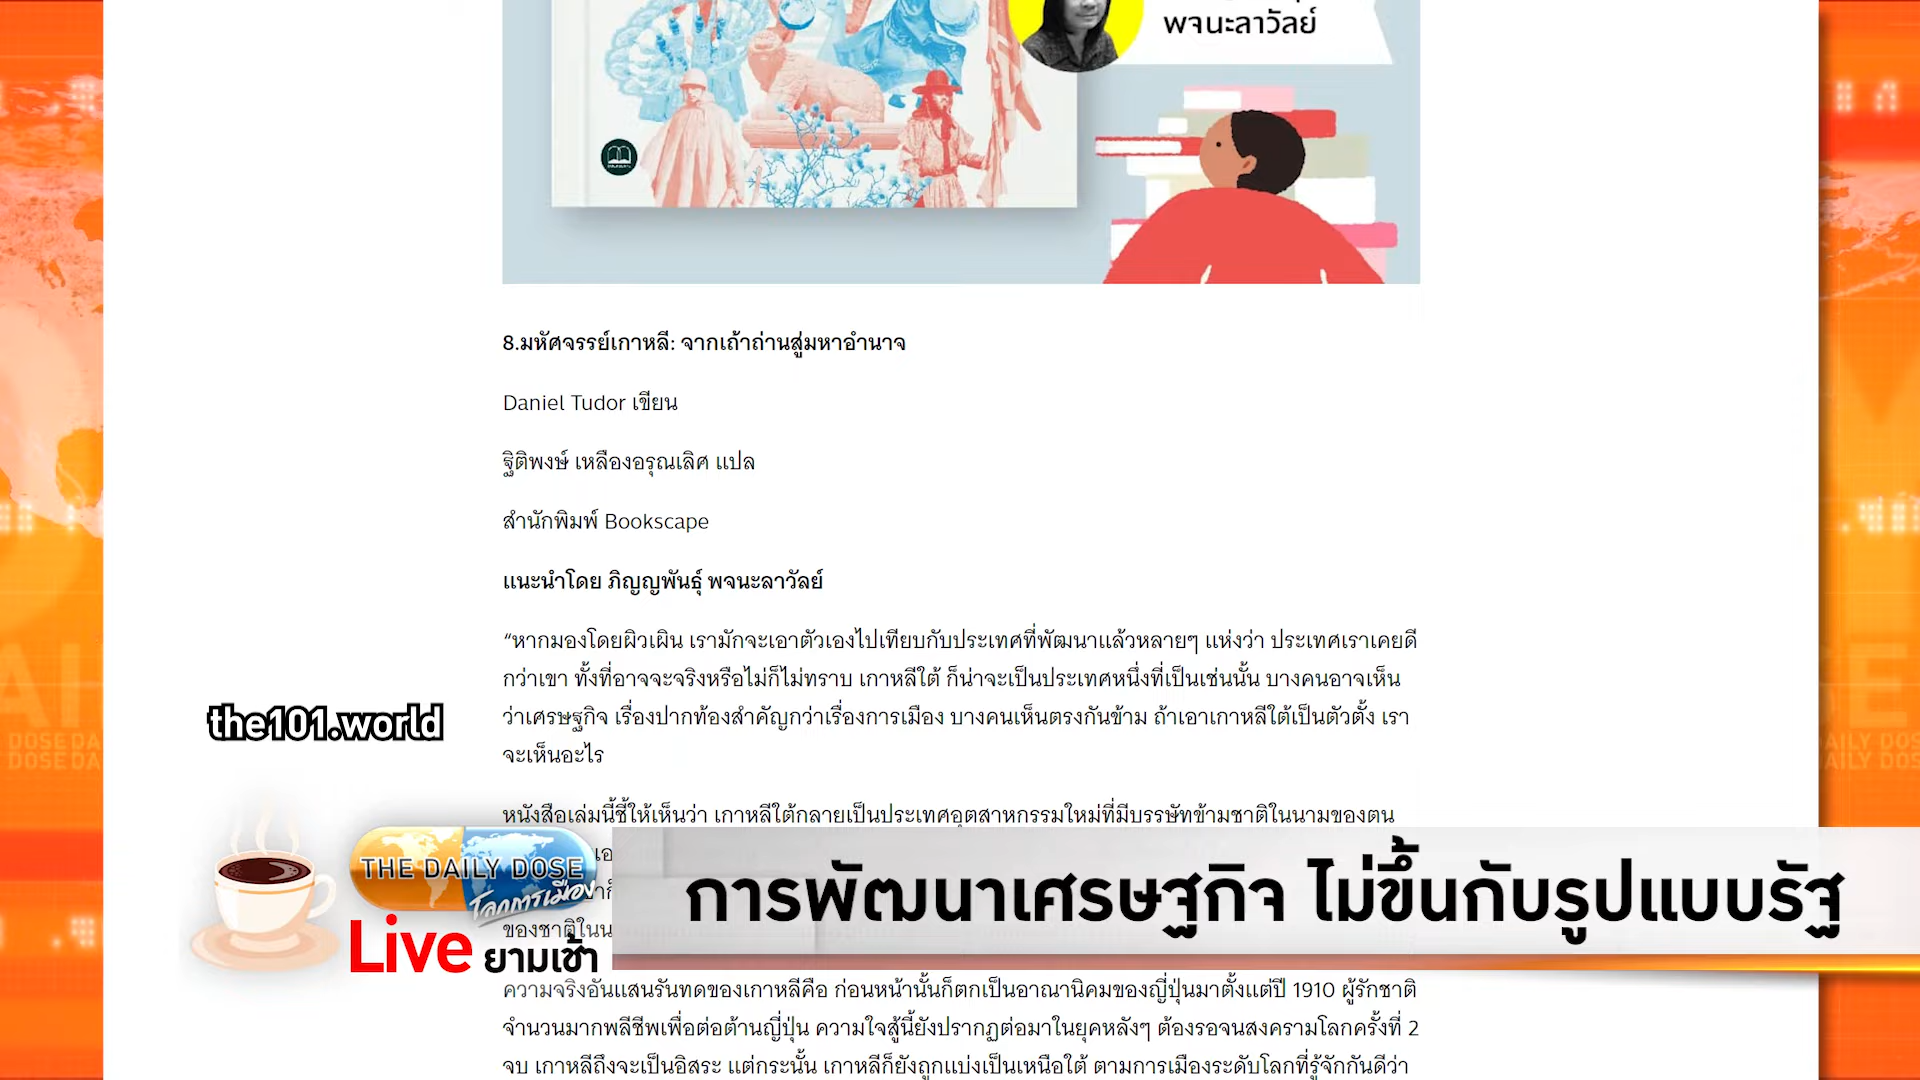 พจนะลาวัลย์
8.มหัศจรรย์เกาหลี: จากเถ้าถ่านสู่มหาอำนาจ
Daniel Tudor เขียน
ฐิติพงษ์ เหลืองอรุณเลิศ แปล
สำนักพิมพ์ Bookscape
แนะนำโดย ภิญญพันธุ์ พจนะลาวัลย์
“หากมองโดยผิวเผิน เรามักจะเอาตัวเองไปเทียบกับประเทศที่พัฒนาแล้วหลายๆ แห่งว่า ประเทศเราเคยดี
กว่าเขา ทั้งที่อาจจะจริงหรือไม่ก็ไม่ทราบ เกาหลีใต้ ก็น่าจะเป็นประเทศหนึ่งที่เป็นเช่นนั้น บางคนอาจเห็น
ว่าเศรษฐกิจ เรื่องปากท้องสำคัญกว่าเรื่องการเมือง บางคนเห็นตรงกันข้าม ถ้าเอาเกาหลีใต้เป็นตัวตั้ง เรา
จะเห็นอะไร
the101.world
หนังสือเล่มนี้ชี้ให้เห็นว่า เกาหลีใต้กลายเป็นประเทศอุตสาหกรรมใหม่ที่มีบรรษัทข้ามชาติในนามของตน
THE DAILY DOSE
โลกการเมือง
Live ยามเช้า
การพัฒนาเศรษฐกิจ ไม่ขึ้นกับรูปแบบรัฐ
ของชาติใน
ความจริงอันแสนรันทดของเกาหลีคือ ก่อนหน้านั้นก็ตกเป็นอาณานิคมของญี่ปุ่นมาตั้งแต่ปี 1910 ผู้รักชาติ
จำนวนมากพลีชีพเพื่อต่อต้านญี่ปุ่น ความใจสู้นี้ยังปรากฏต่อมาในยุคหลังๆ ต้องรอจนสงครามโลกครั้งที่ 2
จบ เกาหลีถึงจะเป็นอิสระ แต่กระนั้น เกาหลีก็ยังถูกแบ่งเป็นเหนือใต้ ตามการเมืองระดับโลกที่รู้จักกันดีว่า